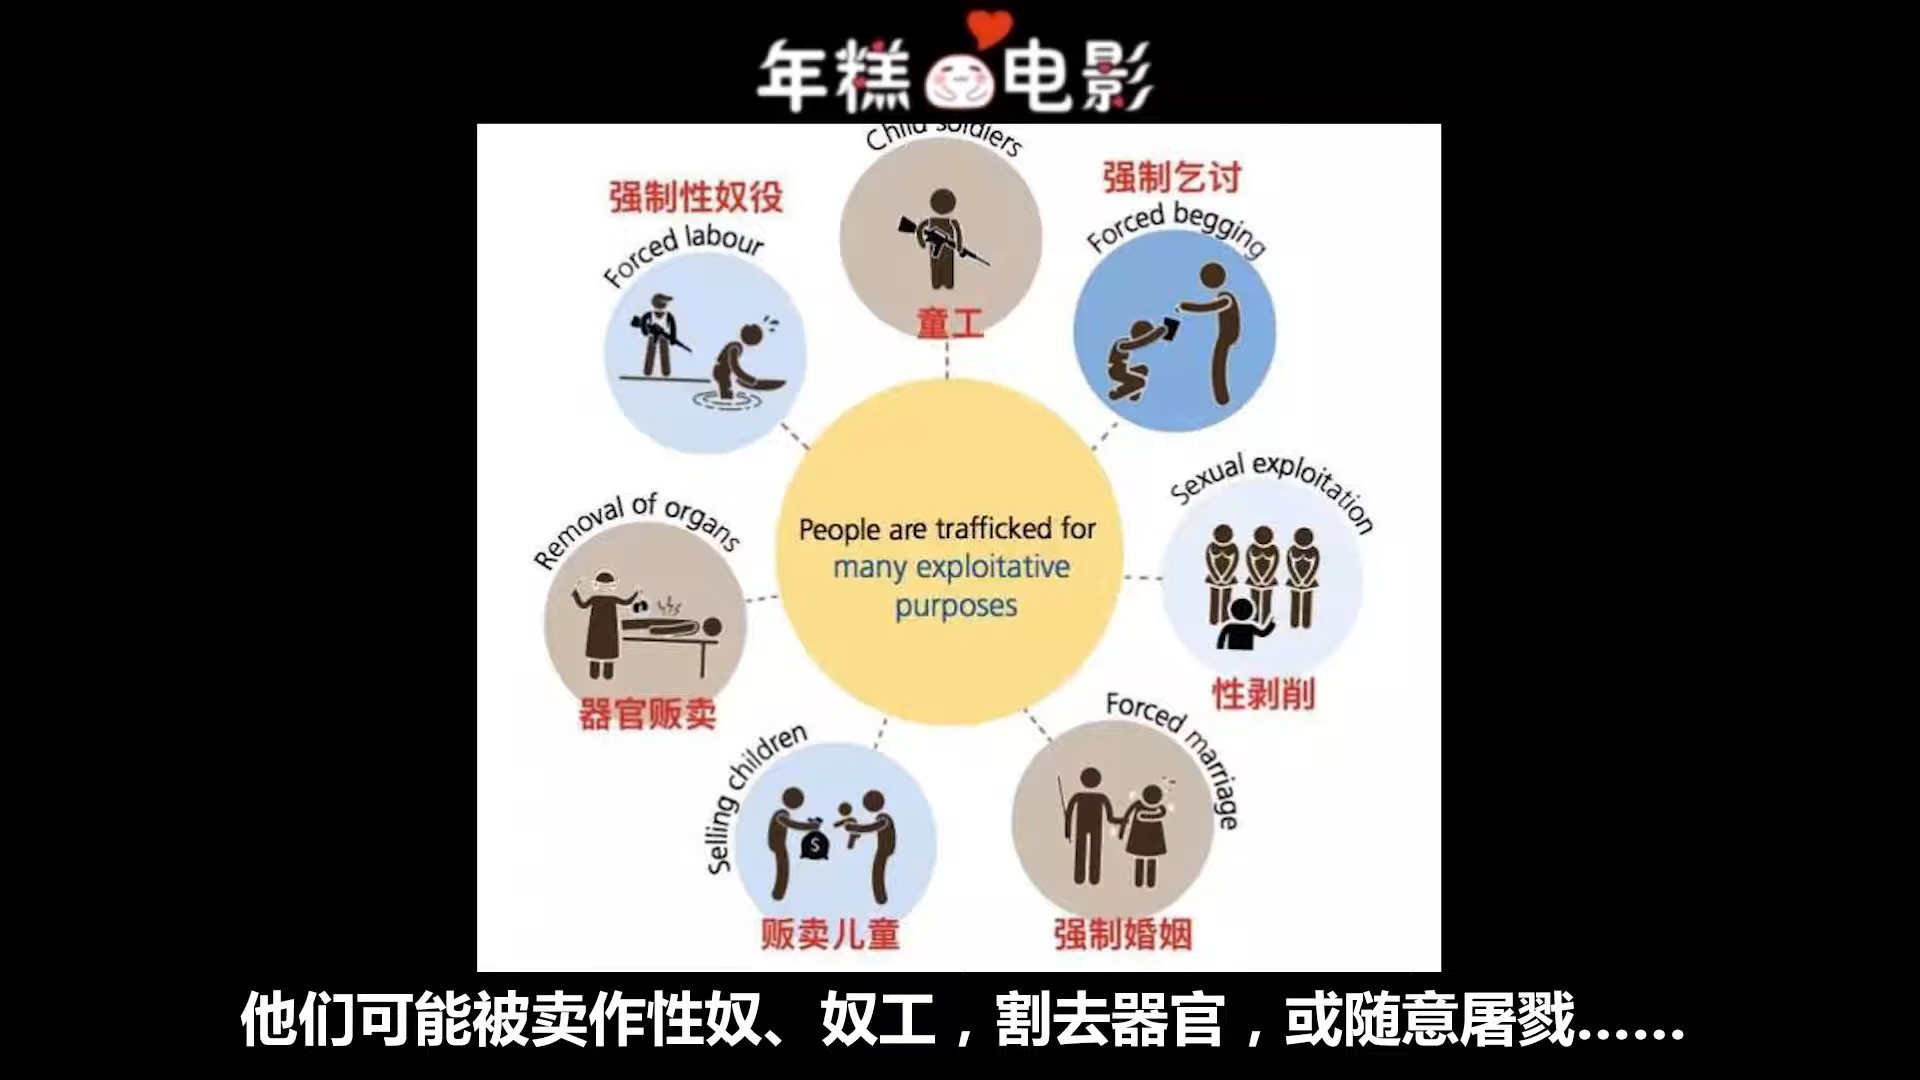 年糕电影
Child soldiers
强制乞讨
强制性奴役
Forced begging
Forced labour
童工
Sexual exploitation
Removal of organs
People are trafficked for
many exploitative
purposes
性剥削
器官贩卖
Forced marriage
Selling children
$
贩卖儿童
强制婚姻
他们可能被卖作性奴、奴工，割去器官，或随意屠戮……